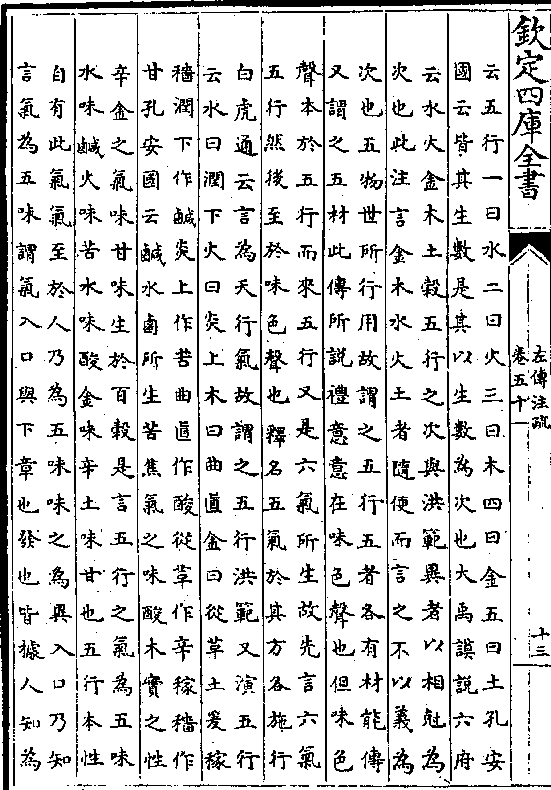 欽定四庫全書
左傳注疏
卷五十一
十三
云五行一曰水二曰火三曰木四曰金五曰土孔安
國云皆其生數是其以生數為次也大禹謨說六府
云水火金木土穀五行之次與洪範異者以相尅為
次也此注言金木水火土者隨便而言之不以義為
次也五物世所行用故謂之五行五者各有材能傳
又謂之五材此傳所說禮意意在味色聲也但味色
聲本於五行而來五行又是六氣所生故先言六氣
五行然後至於味色聲也釋名五氣於其方各施行
白虎通云言為天行氣故謂之五行洪範又演五行
云水曰潤下火曰炎上木曰曲直金曰從草土爰稼
穡潤下作鹹炎上作苦曲直作酸從草作辛稼穡作
甘孔安國云鹹水鹵所生苦焦氣之味酸木實之性
辛金之氣味甘味生於百穀是言五行之氣為五味
水味鹹火味苦水味酸金味辛土味甘也五行本性
自有此氣氣至於人乃為五味味之為異入口乃知
言氣為五味謂氣入口與下章也發也皆據人知為